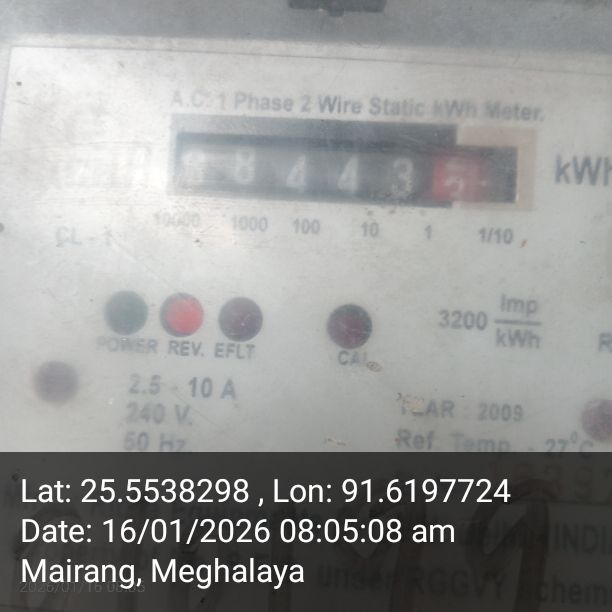 A.C. 1 Phase 2 Wire Static kWh Meter.
8 4 4 3 kWh
10000 1000 100 10 1 1/10
CL - 1
POWER REV. EFLT CAL
3200 Imp/kWh
2.5 - 10 A
240 V.
50 Hz.
YEAR : 2009
Ref. Temp. - 27°C
Lat: 25.5538298 , Lon: 91.6197724
Date: 16/01/2026 08:05:08 am
Mairang, Meghalaya
under RGGVY